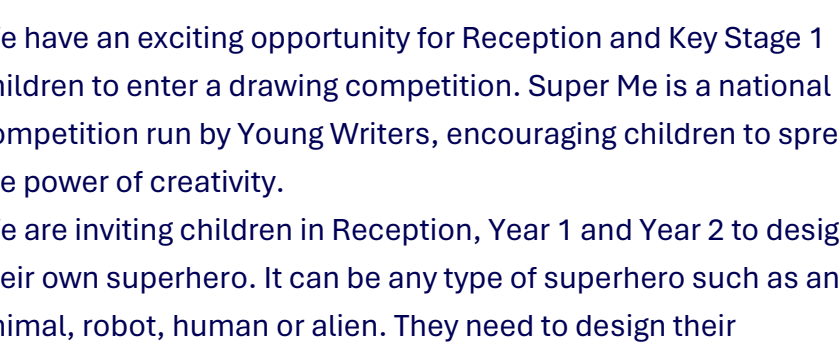 e have an exciting opportunity for Reception and Key Stage 1
ildren to enter a drawing competition. Super Me is a national
ompetition run by Young Writers, encouraging children to spre
e power of creativity.
e are inviting children in Reception, Year 1 and Year 2 to desig
eir own superhero. It can be any type of superhero such as an
imal, robot, human or alien. They need to design their